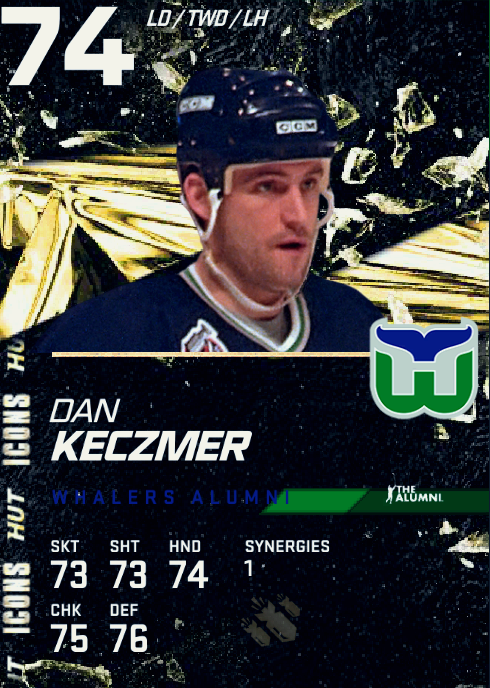 74
LD / TWD / LH
CCM
CCM
DAN
KECZMER
WHALERS ALUMNI
THE
ALUMNI
SKT SHT HND SYNERGIES
73 73 74 1
CHK DEF
75 76
HUT
ICONS
HUT
ICONS